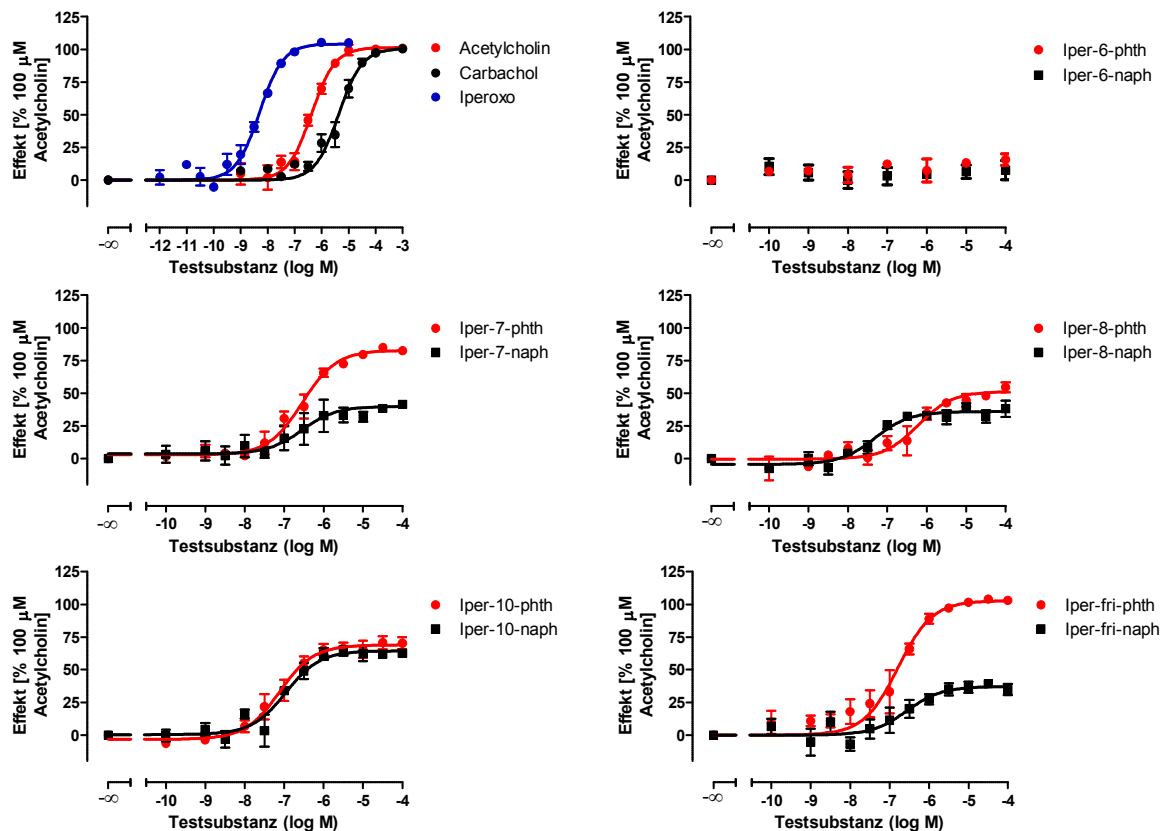 Effekt [% 100 µM
Acetylcholin]
125
100
75
50
25
0
-∞
-12
-11
-10
-9
-8
-7
-6
-5
-4
-3
Testsubstanz (log M)
Acetylcholin
Carbachol
Iperoxo
Effekt [% 100 µM
Acetylcholin]
125
100
75
50
25
0
-∞
-10
-9
-8
-7
-6
-5
-4
Testsubstanz (log M)
Iper-6-phth
Iper-6-naph
Effekt [% 100 µM
Acetylcholin]
125
100
75
50
25
0
-∞
-10
-9
-8
-7
-6
-5
-4
Testsubstanz (log M)
Iper-7-phth
Iper-7-naph
Effekt [% 100 µM
Acetylcholin]
125
100
75
50
25
0
-∞
-10
-9
-8
-7
-6
-5
-4
Testsubstanz (log M)
Iper-8-phth
Iper-8-naph
Effekt [% 100 µM
Acetylcholin]
125
100
75
50
25
0
-∞
-10
-9
-8
-7
-6
-5
-4
Testsubstanz (log M)
Iper-10-phth
Iper-10-naph
Effekt [% 100 µM
Acetylcholin]
125
100
75
50
25
0
-∞
-10
-9
-8
-7
-6
-5
-4
Testsubstanz (log M)
Iper-fri-phth
Iper-fri-naph